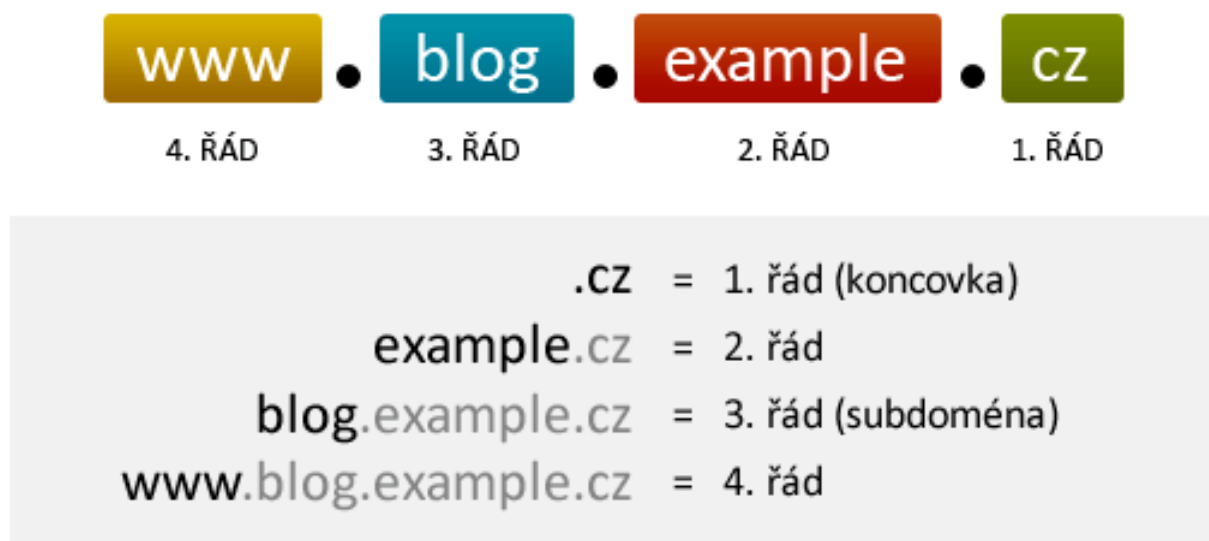 www . blog . example . cz
4. ŘÁD 3. ŘÁD 2. ŘÁD 1. ŘÁD
.cz = 1. řád (koncovka)
example.cz = 2. řád
blog.example.cz = 3. řád (subdoména)
www.blog.example.cz = 4. řád